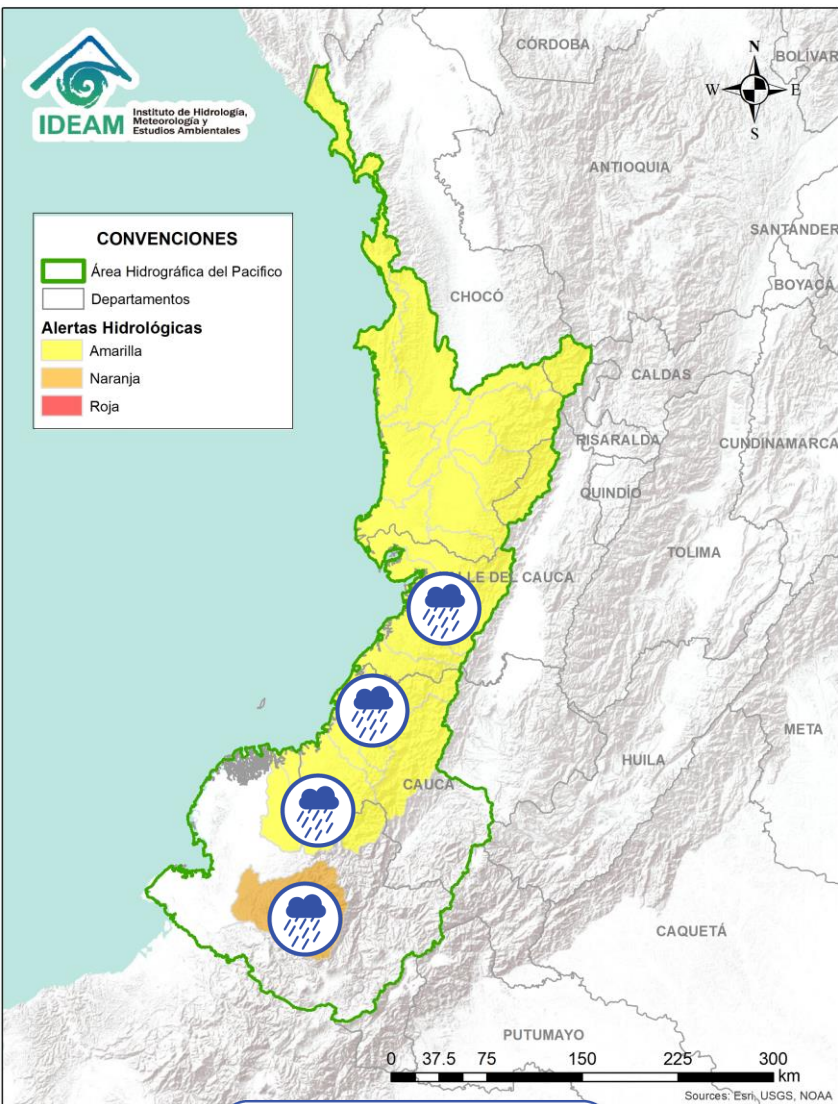 IDEAM
Instituto de Hidrología,
Meteorología y
Estudios Ambientales
N
W E
S
CONVENCIONES
Área Hidrográfica del Pacifico
Departamentos
Alertas Hidrológicas
Amarilla
Naranja
Roja
CÓRDOBA
BOLÍVAR
ANTIOQUIA
SANTANDER
BOYACÁ
CHOCÓ
CALDAS
RISARALDA
CUNDINAMARCA
QUINDÍO
TOLIMA
LLE DEL CAUCA
META
HUILA
CAUCA
CAQUETÁ
PUTUMAYO
0 37.5 75 150 225 300
km
Sources: Esri, USGS, NOAA